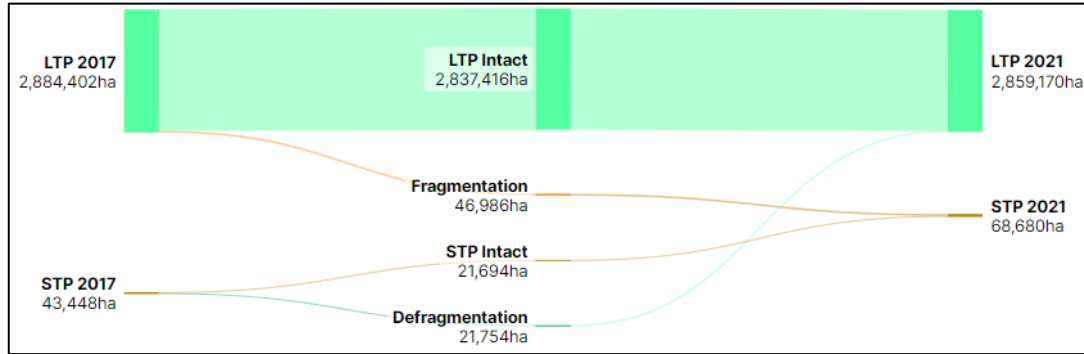 LTP 2017
2,884,402ha
LTP Intact
2,837,416ha
LTP 2021
2,859,170ha
Fragmentation
46,986ha
STP 2021
68,680ha
STP Intact
21,694ha
STP 2017
43,448ha
Defragmentation
21,754ha